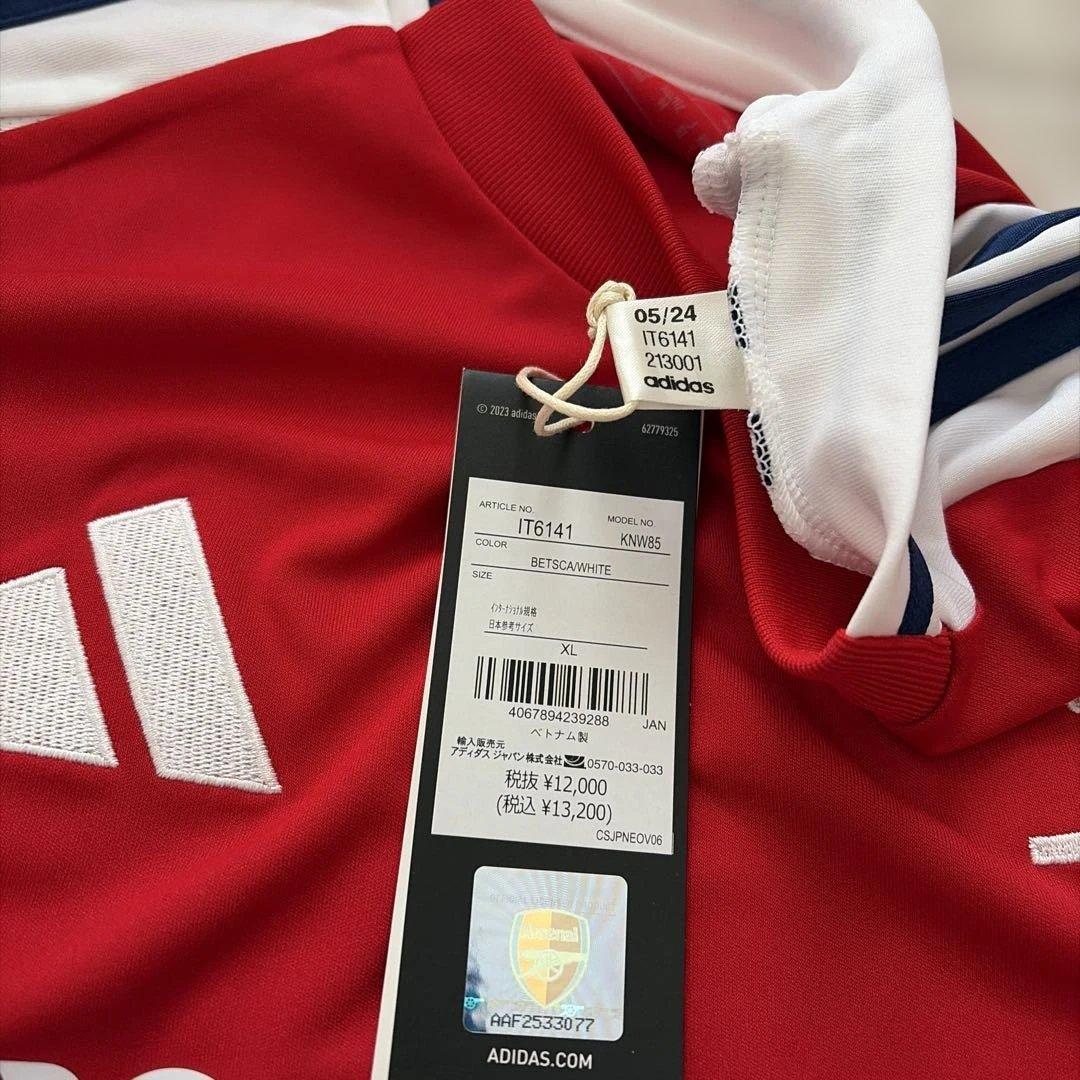 05/24
IT6141
213001
adidas
© 2023 adidas
62779325
ARTICLE NO.
MODEL NO.
IT6141
KNW85
COLOR
BETSCA/WHITE
SIZE
インターナショナル規格
日本参考サイズ
XL
4067894239288
JAN
ベトナム製
輸入販売元
アディダス ジャパン株式会社
0570-033-033
税抜 ¥12,000
(税込 ¥13,200)
CSJPNEOV06
Arsenal
AAF2533077
ADIDAS.COM